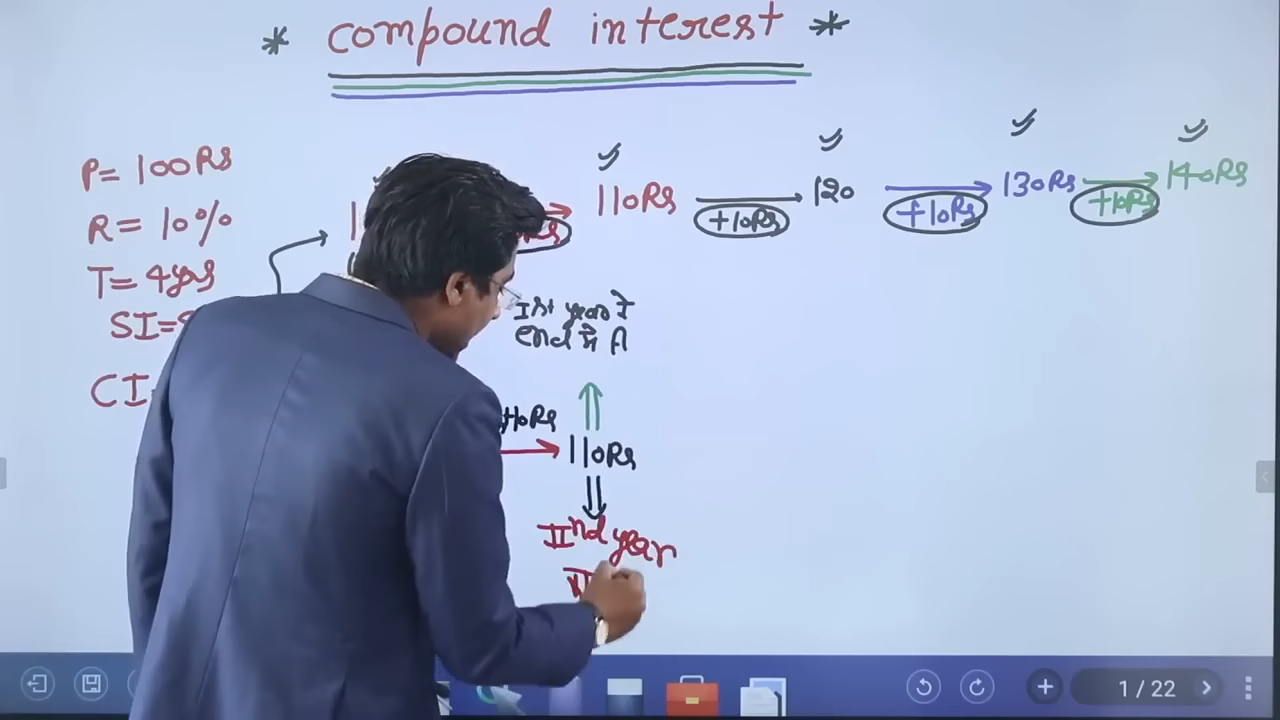 * compound interest *
P= 100Rs
R= 10%
T= 4yrs
SI=
CI=
110Rs +10Rs 120 +10Rs 130Rs +10Rs 140Rs
Ist year के
end में A
+10Rs
110Rs
IInd year
1 / 22